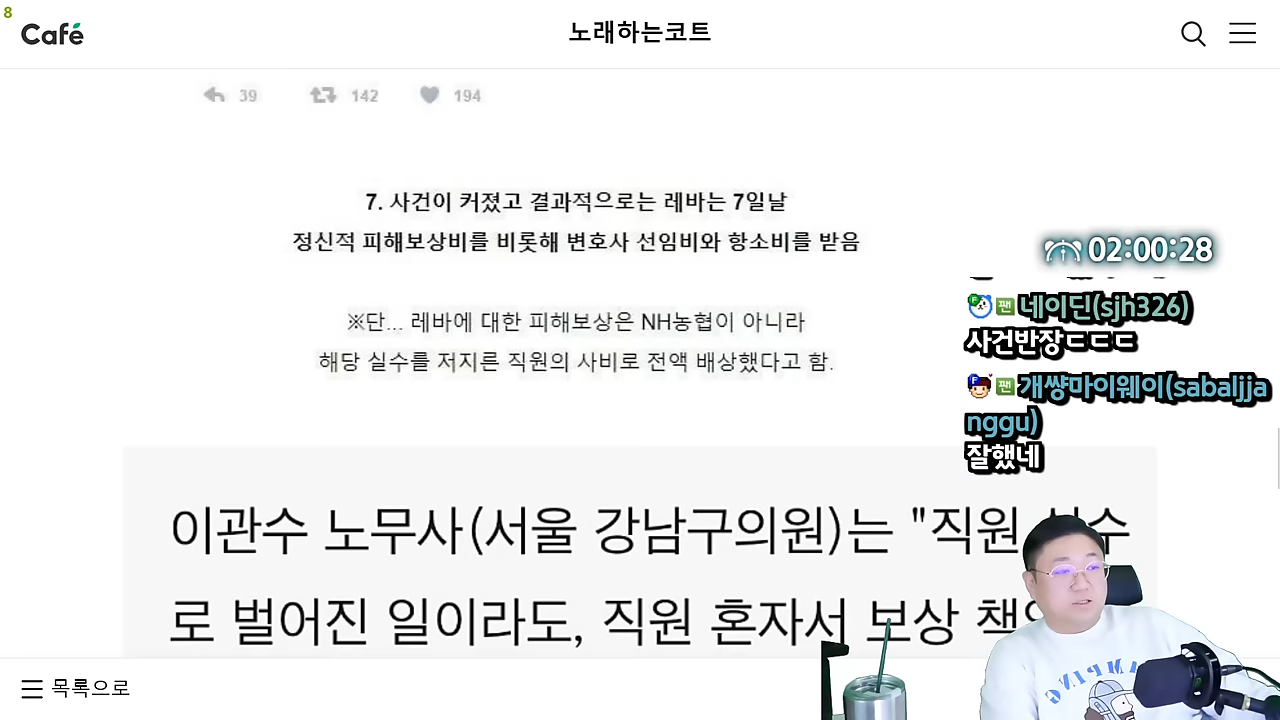 8
Café
노래하는코트
39 142 194
7. 사건이 커졌고 결과적으로는 레바는 7일날
정신적 피해보상비를 비롯해 변호사 선임비와 항소비를 받음
02:00:28
※단... 레바에 대한 피해보상은 NH농협이 아니라
해당 실수를 저지른 직원의 사비로 전액 배상했다고 함.
F 팬 네이딘(sjh326)
사건반장ㄷㄷㄷ
F 팬 개썅마이웨이(sabaljja
nggu)
잘했네
이관수 노무사(서울 강남구의원)는 "직원
로 벌어진 일이라도, 직원 혼자서 보상
목록으로